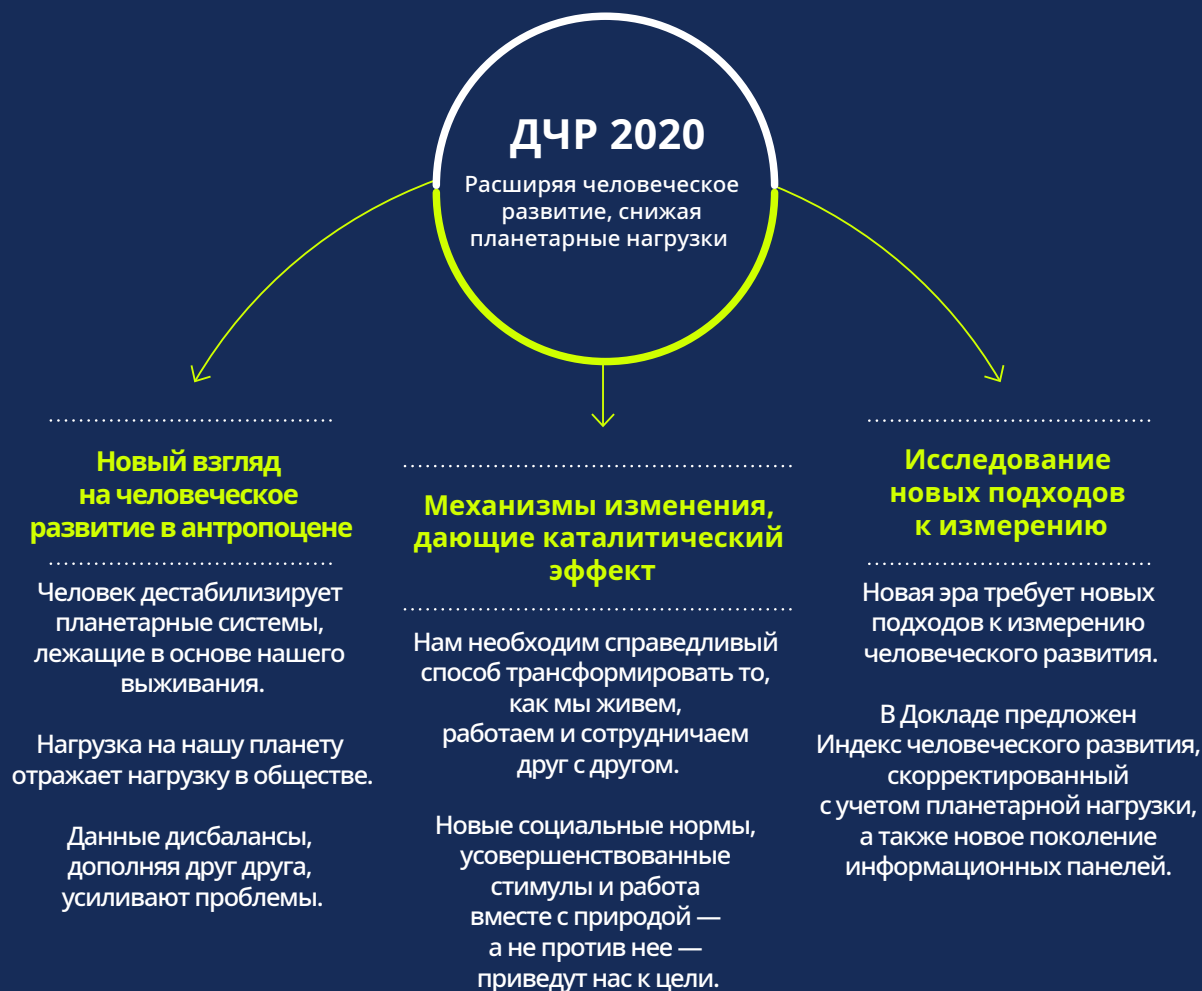 ДЧР 2020
Расширяя человеческое
развитие, снижая
планетарные нагрузки
Новый взгляд
на человеческое
развитие в антропоцене
Человек дестабилизирует
планетарные системы,
лежащие в основе нашего
выживания.
Нагрузка на нашу планету
отражает нагрузку в обществе.
Данные дисбалансы,
дополняя друг друга,
усиливают проблемы.
Механизмы изменения,
дающие каталитический
эффект
Нам необходим справедливый
способ трансформировать то,
как мы живем,
работаем и сотрудничаем
друг с другом.
Новые социальные нормы,
усовершенствованные
стимулы и работа
вместе с природой —
а не против нее —
приведут нас к цели.
Исследование
новых подходов
к измерению
Новая эра требует новых
подходов к измерению
человеческого развития.
В Докладе предложен
Индекс человеческого развития,
скорректированный
с учетом планетарной нагрузки,
а также новое поколение
информационных панелей.